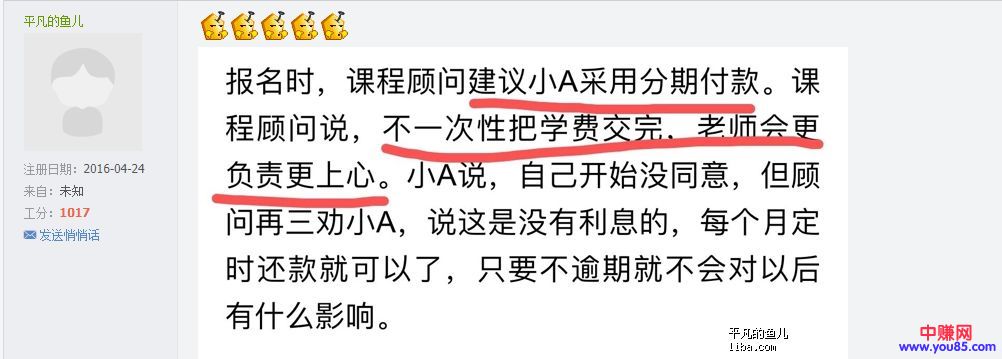 平凡的鱼儿
注册日期：2016-04-24
来自：未知
工分：1017
发送悄悄话
报名时，课程顾问建议小A采用分期付款。课
程顾问说，不一次性把学费交完，老师会更
负责更上心。小A说，自己开始没同意，但顾
问再三劝小A，说这是没有利息的，每个月定
时还款就可以了，只要不逾期就不会对以后
有什么影响。
平凡的鱼儿
liba.com
中赚网
www.you85.com